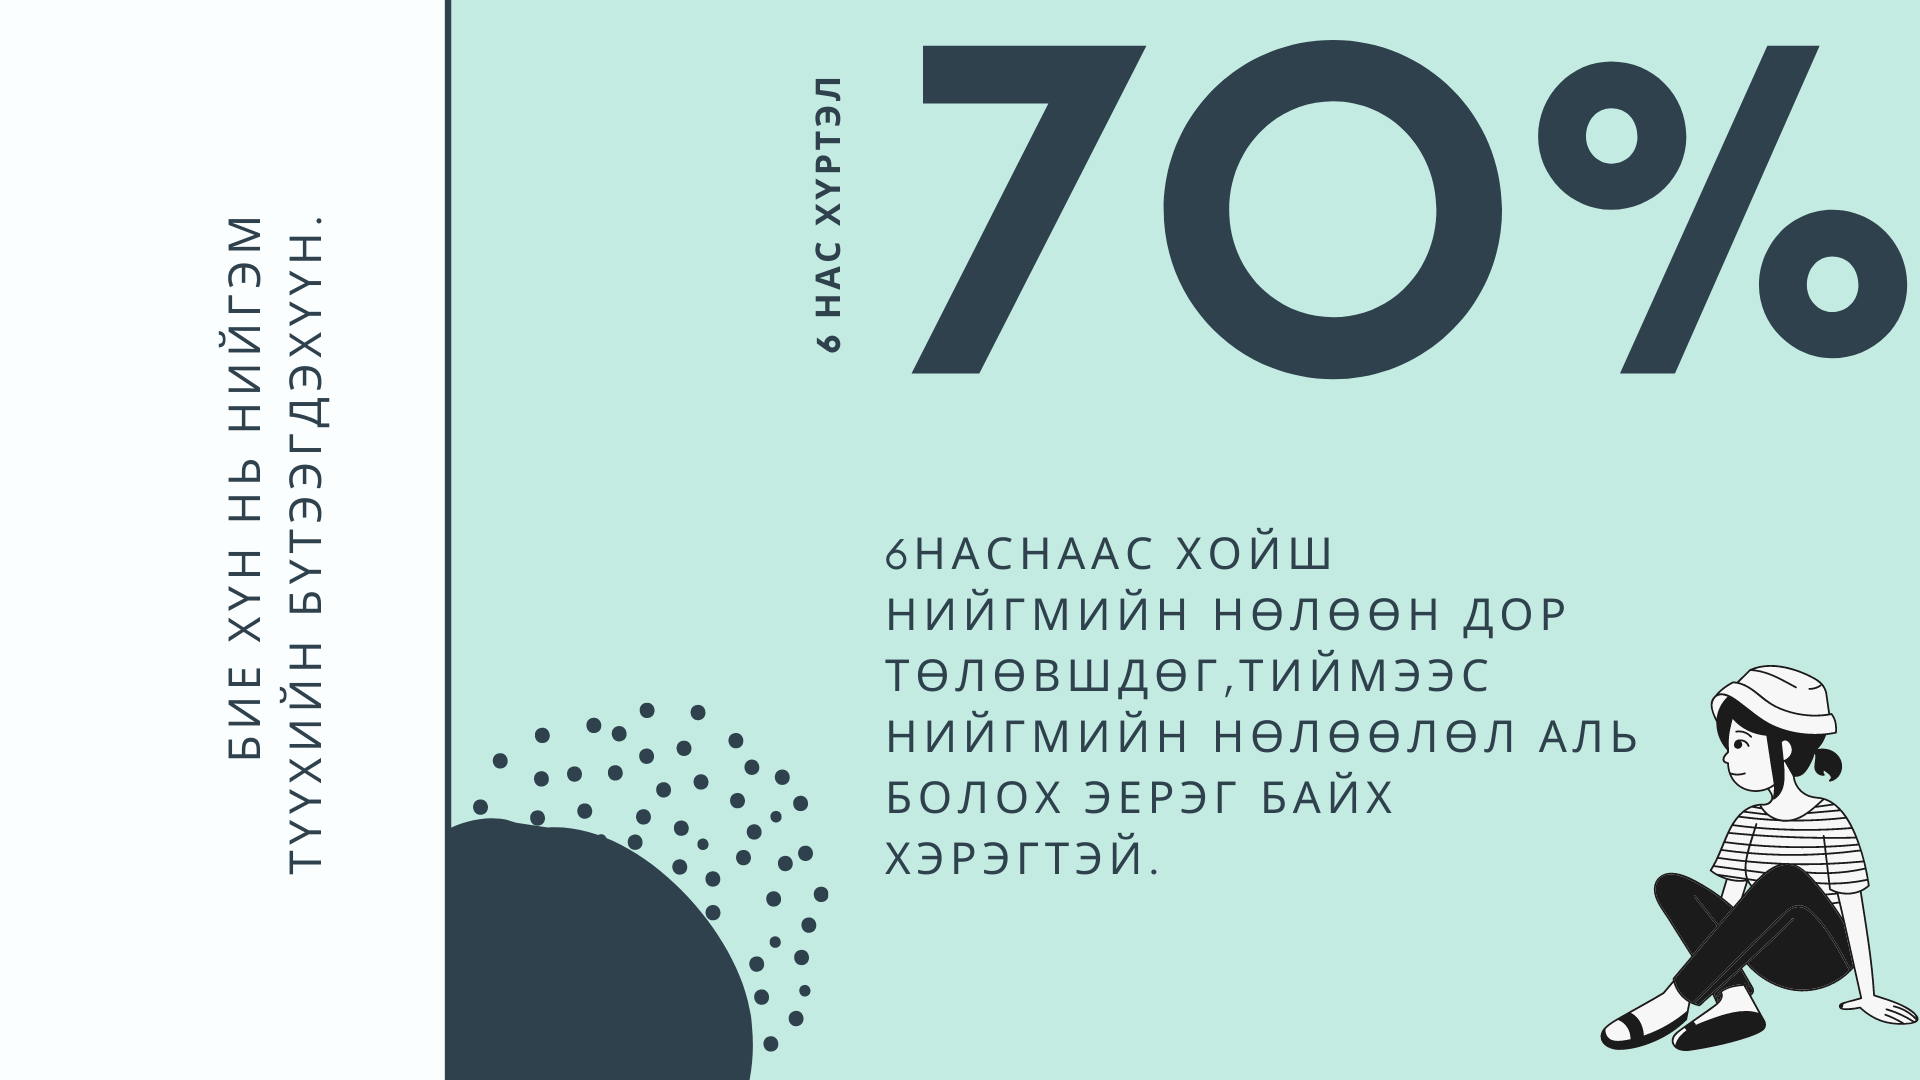 БИЕ ХҮН НЬ НИЙГЭМ
ТҮҮХИЙН БҮТЭЭГДЭХҮҮН.
6 НАС ХҮРТЭЛ
70%
6НАСНААС ХОЙШ
НИЙГМИЙН НӨЛӨӨН ДОР
ТӨЛӨВШДӨГ,ТИЙМЭЭС
НИЙГМИЙН НӨЛӨӨЛӨЛ АЛЬ
БОЛОХ ЭЕРЭГ БАЙХ
ХЭРЭГТЭЙ.